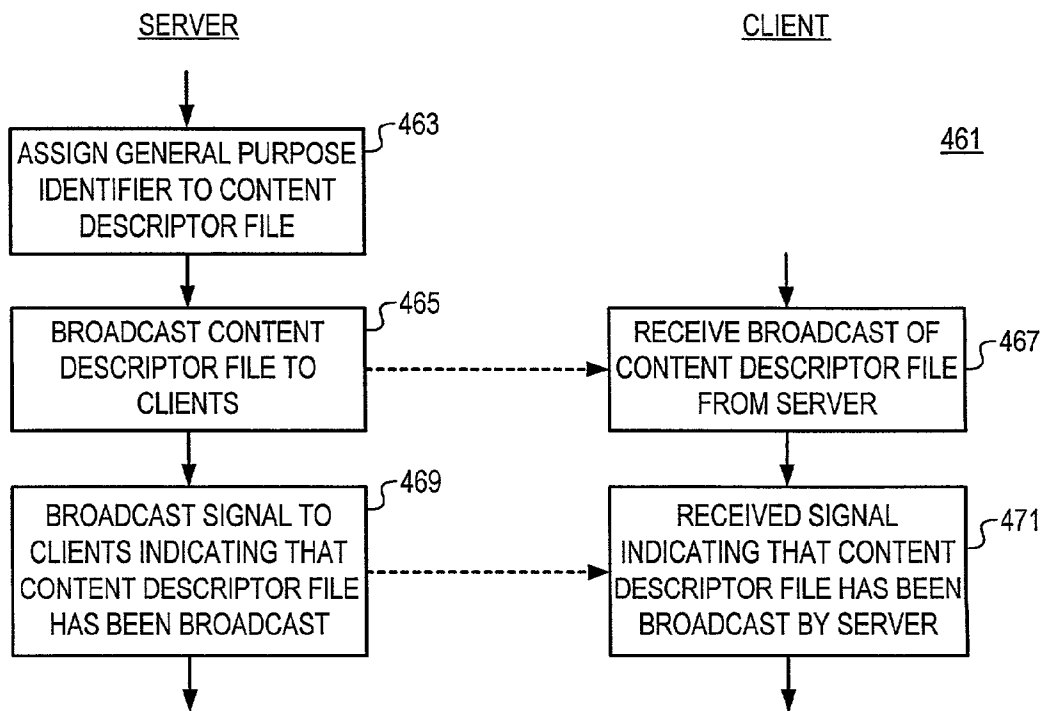 SERVER
CLIENT
463
461
ASSIGN GENERAL PURPOSE
IDENTIFIER TO CONTENT
DESCRIPTOR FILE
465
BROADCAST CONTENT
DESCRIPTOR FILE TO
CLIENTS
467
RECEIVE BROADCAST OF
CONTENT DESCRIPTOR FILE
FROM SERVER
469
BROADCAST SIGNAL TO
CLIENTS INDICATING THAT
CONTENT DESCRIPTOR FILE
HAS BEEN BROADCAST
471
RECEIVED SIGNAL
INDICATING THAT CONTENT
DESCRIPTOR FILE HAS BEEN
BROADCAST BY SERVER